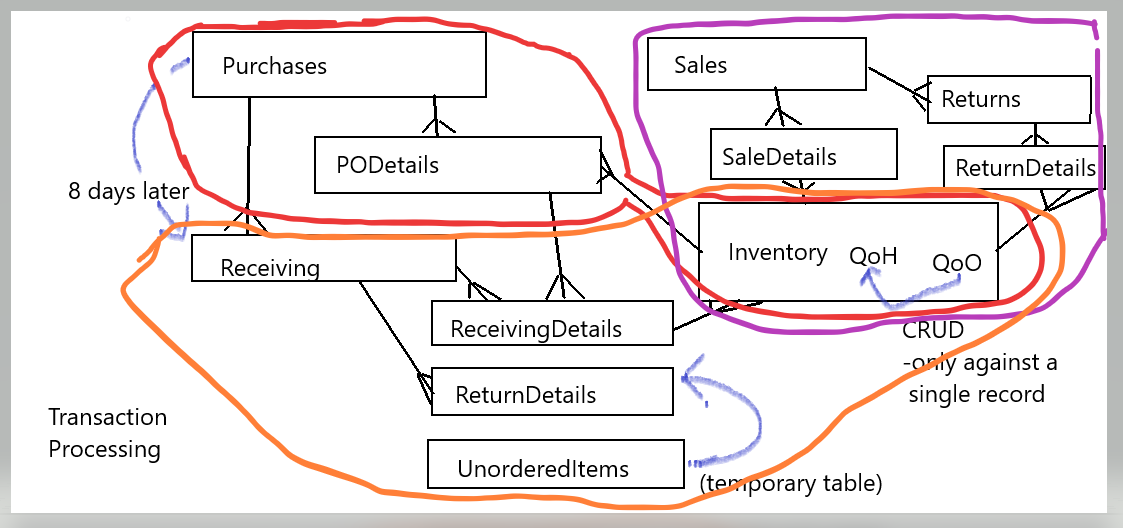 Purchases
Sales
Returns
PODetails
SaleDetails
ReturnDetails
8 days later
Inventory
QoH
QoO
Receiving
ReceivingDetails
CRUD
-only against a
single record
ReturnDetails
Transaction
Processing
UnorderedItems
(temporary table)